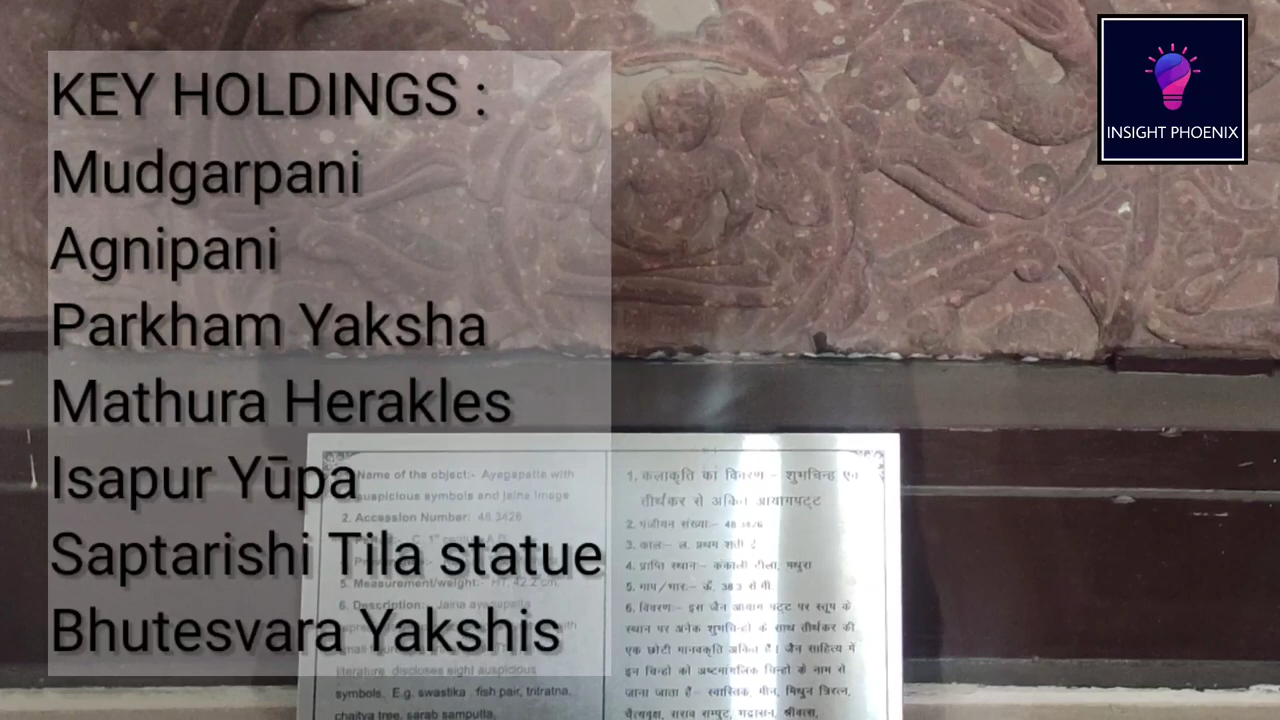 KEY HOLDINGS :
Mudgarpani
Agnipani
Parkham Yaksha
Mathura Herakles
Isapur Yūpa
Saptarishi Tila statue
Bhutesvara Yakshis
INSIGHT PHOENIX
Name of the object:- Ayagapatta with
auspicious symbols and jaina image
2. Accession Number: 48.3426
5. Measurement/weight:- HT. 42.2 cm.
6. Description:- Jaina ayagapatta
literature, discloses eight auspicious
symbols. E.g. swastika, fish pair, triratna,
chaitya tree, sarab samputta,
1. कलाकृति का विवरण – शुभचिन्ह एवं
तीर्थंकर से अंकित आयागपट्ट
2. पंजीयन संख्या:– 48.3426
3. काल:– ल. प्रथम शती ई
4. प्राप्ति स्थान:– कंकाली टीला, मथुरा
5. माप/भार:– ऊँ. 38.3 से.मी.
6. विवरण:– इस जैन आयाग पट्ट पर स्तूप के
स्थान पर अनेक शुभचिन्हों के साथ तीर्थंकर की
एक छोटी मानवकृति अंकित है। जैन साहित्य में
इन चिन्हों को अष्टमांगलिक चिन्हों के नाम से
जाना जाता है– स्वास्तिक, मीन, मिथुन त्रिरत्न,
चैत्यवृक्ष, सराव सम्पुट, भद्रासन, श्रीवत्स,